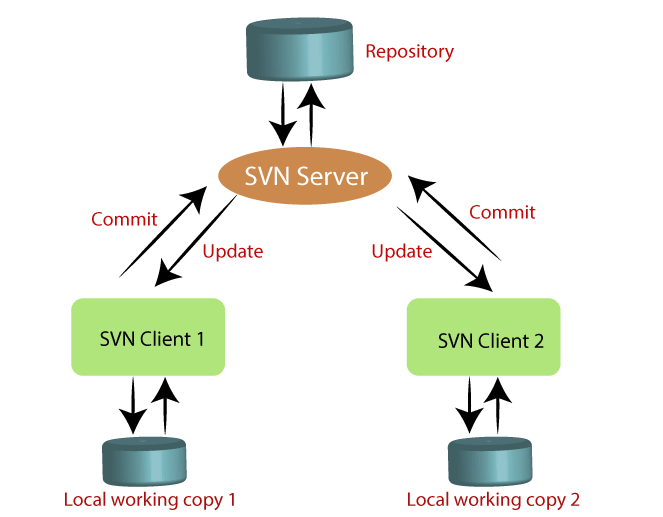 Repository
SVN Server
Commit
Commit
Update
Update
SVN Client 1
SVN Client 2
Local working copy 1
Local working copy 2